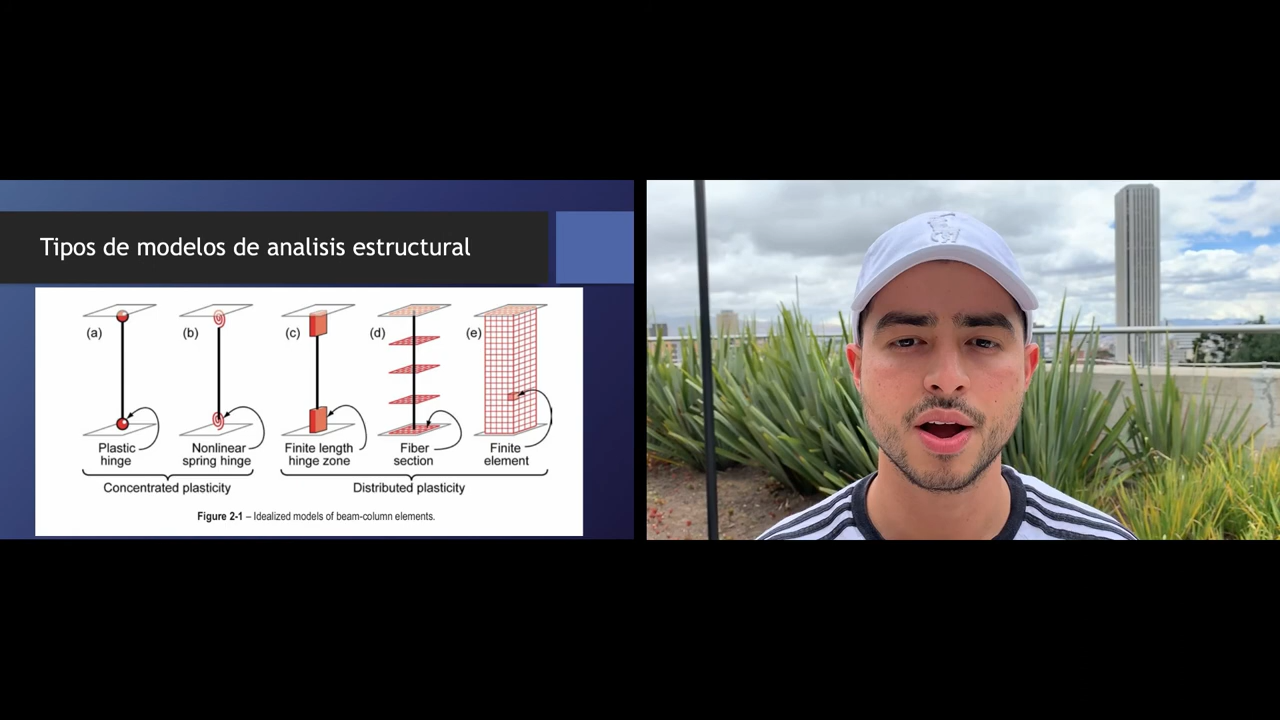 Tipos de modelos de analisis estructural
(a)
(b)
(c)
(d)
(e)
Plastic
hinge
Nonlinear
spring hinge
Finite length
hinge zone
Fiber
section
Finite
element
Concentrated plasticity
Distributed plasticity
Figure 2-1 – Idealized models of beam-column elements.